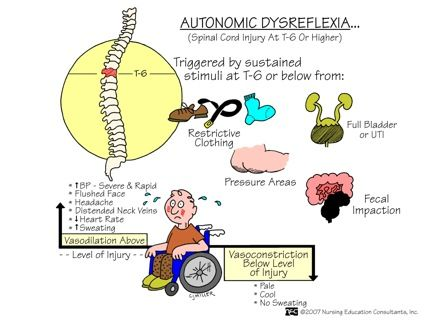 AUTONOMIC DYSREFLEXIA...
(Spinal Cord Injury At T-6 Or Higher)
Triggered by sustained
stimuli at T-6 or below from:
T-6
Restrictive
Clothing
Full Bladder
or UTI
Pressure Areas
Fecal
Impaction
• ↑BP - Severe & Rapid
• Flushed Face
• Headache
• Distended Neck Veins
• ↓Heart Rate
• ↑Sweating
Vasodilation Above
-- Level of Injury --
Vasoconstriction
Below Level
of Injury
• Pale
• Cool
• No Sweating
CJMILLER
©2007 Nursing Education Consultants, Inc.